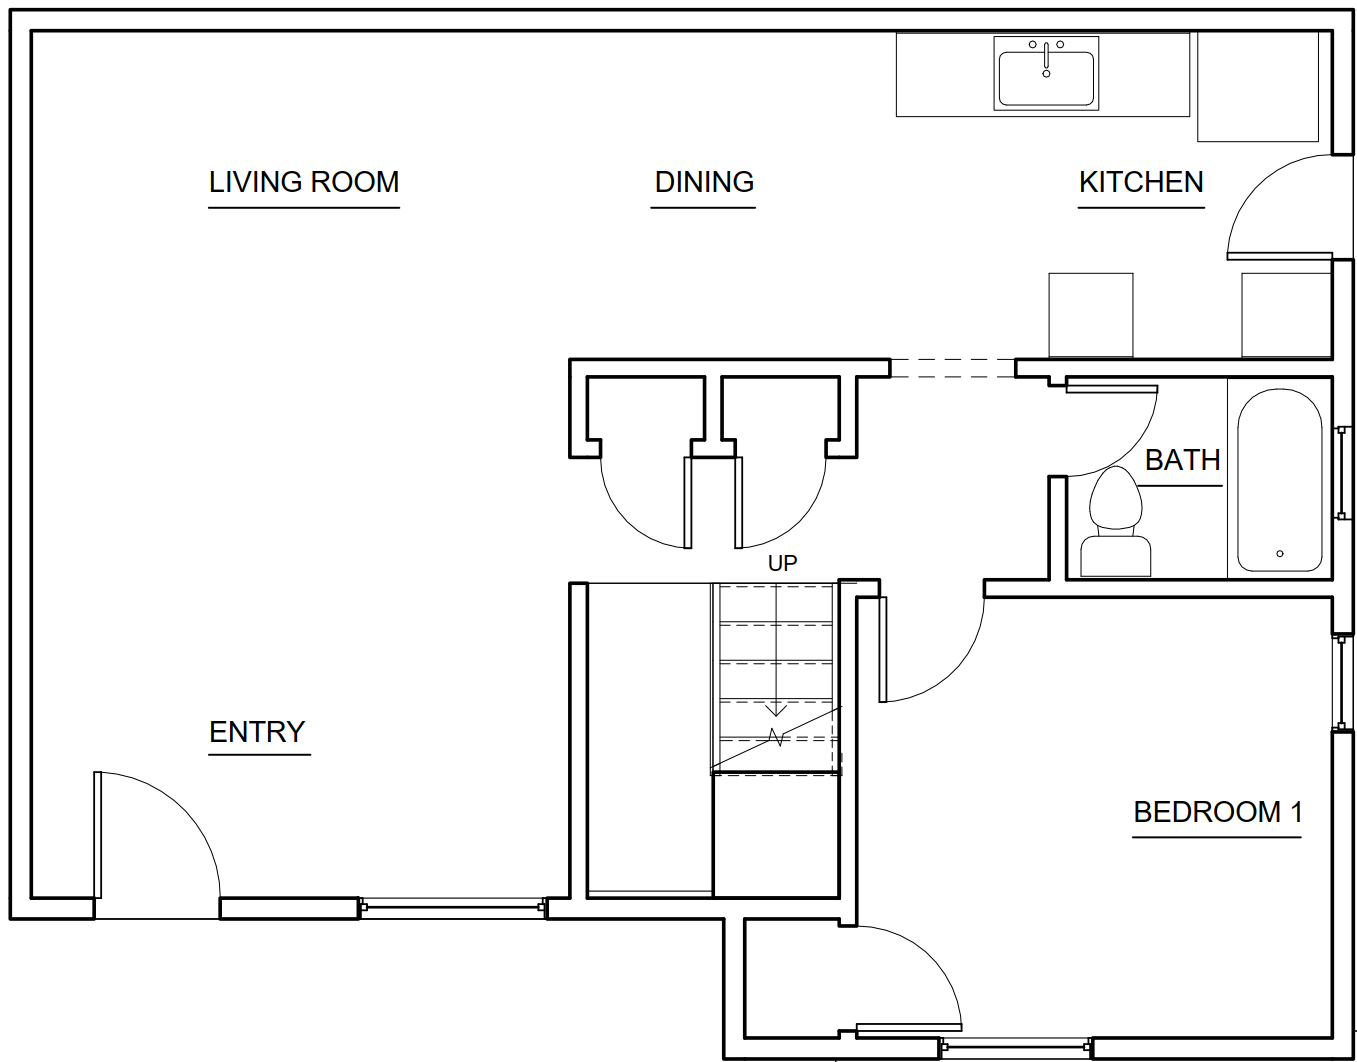 LIVING ROOM
DINING
KITCHEN
BATH
UP
ENTRY
BEDROOM 1